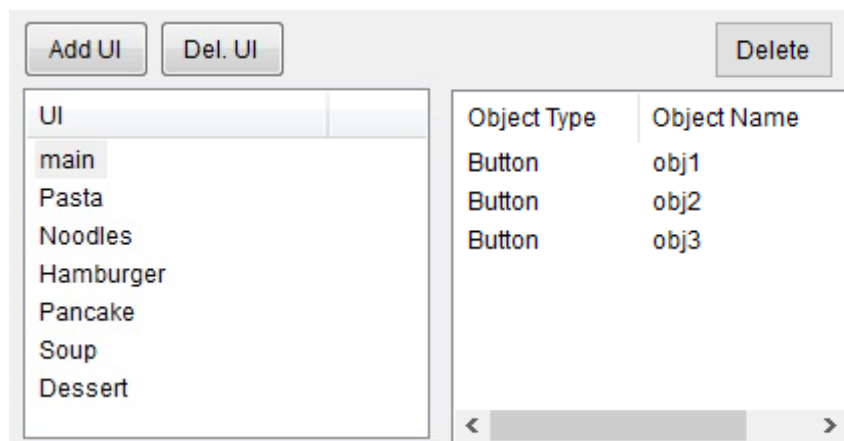 Add UI Del. UI Delete
UI
main
Pasta
Noodles
Hamburger
Pancake
Soup
Dessert
Object Type Object Name
Button obj1
Button obj2
Button obj3